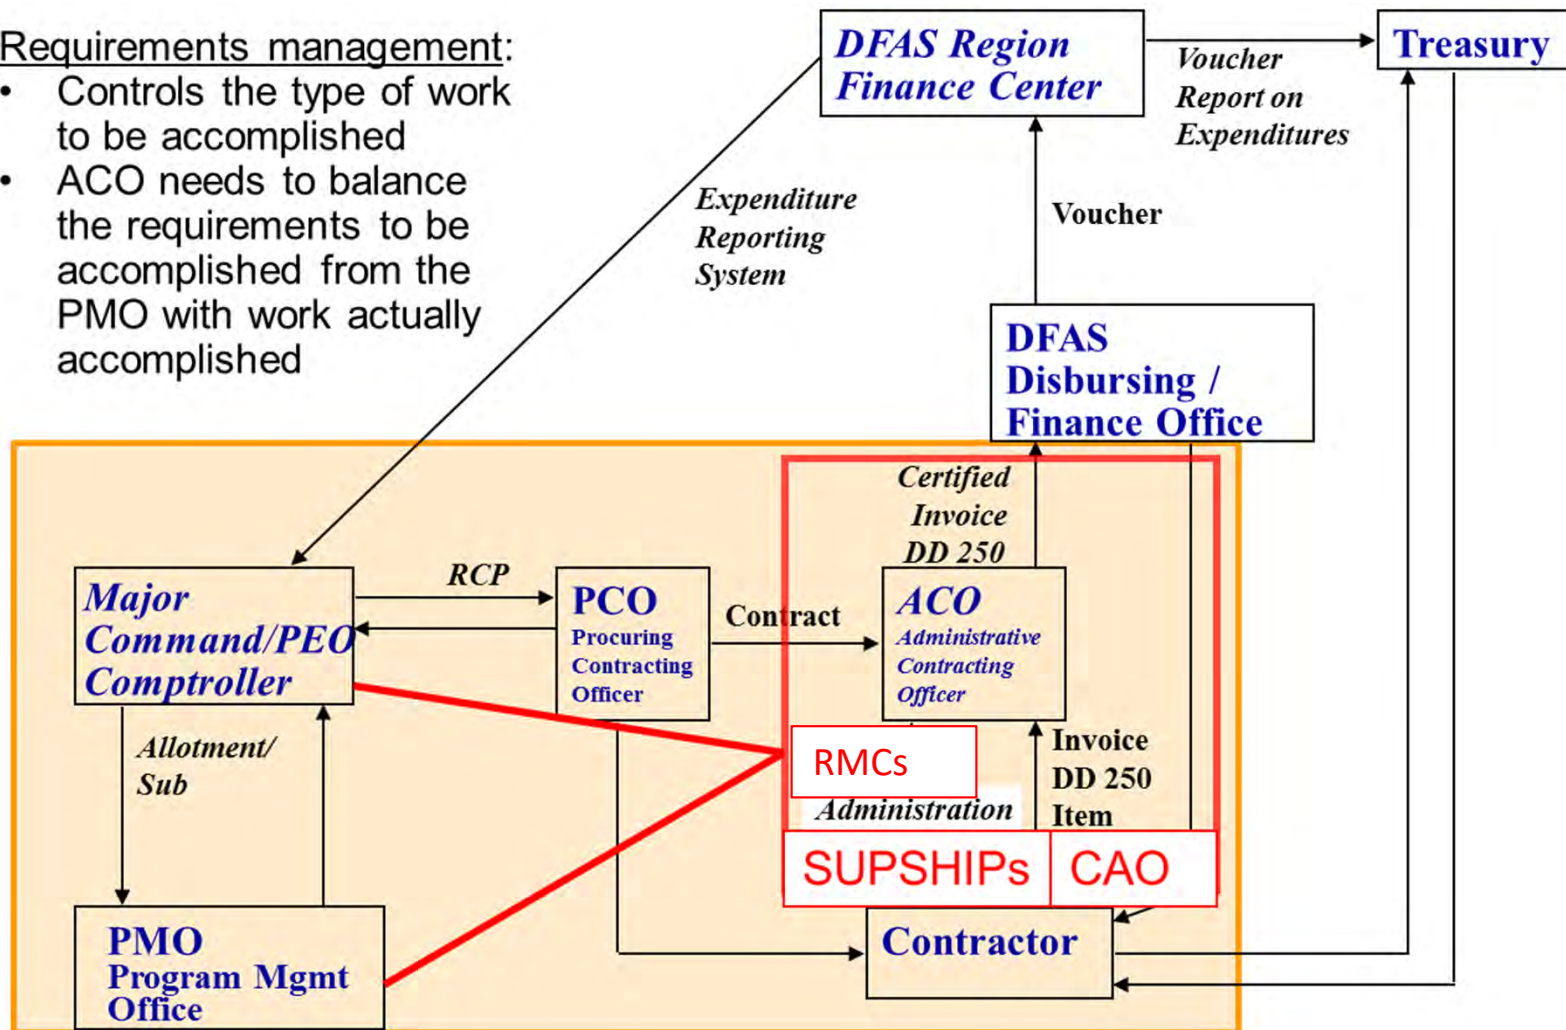 Requirements management:
• Controls the type of work
to be accomplished
• ACO needs to balance
the requirements to be
accomplished from the
PMO with work actually
accomplished
DFAS Region
Finance Center
Voucher
Report on
Expenditures
Treasury
Expenditure
Reporting
System
Voucher
DFAS
Disbursing /
Finance Office
Certified
Invoice
DD 250
Major
Command/PEO
Comptroller
RCP
PCO
Procuring
Contracting
Officer
Contract
ACO
Administrative
Contracting
Officer
Allotment/
Sub
RMCs
Administration
Invoice
DD 250
Item
SUPSHIPs
CAO
PMO
Program Mgmt
Office
Contractor